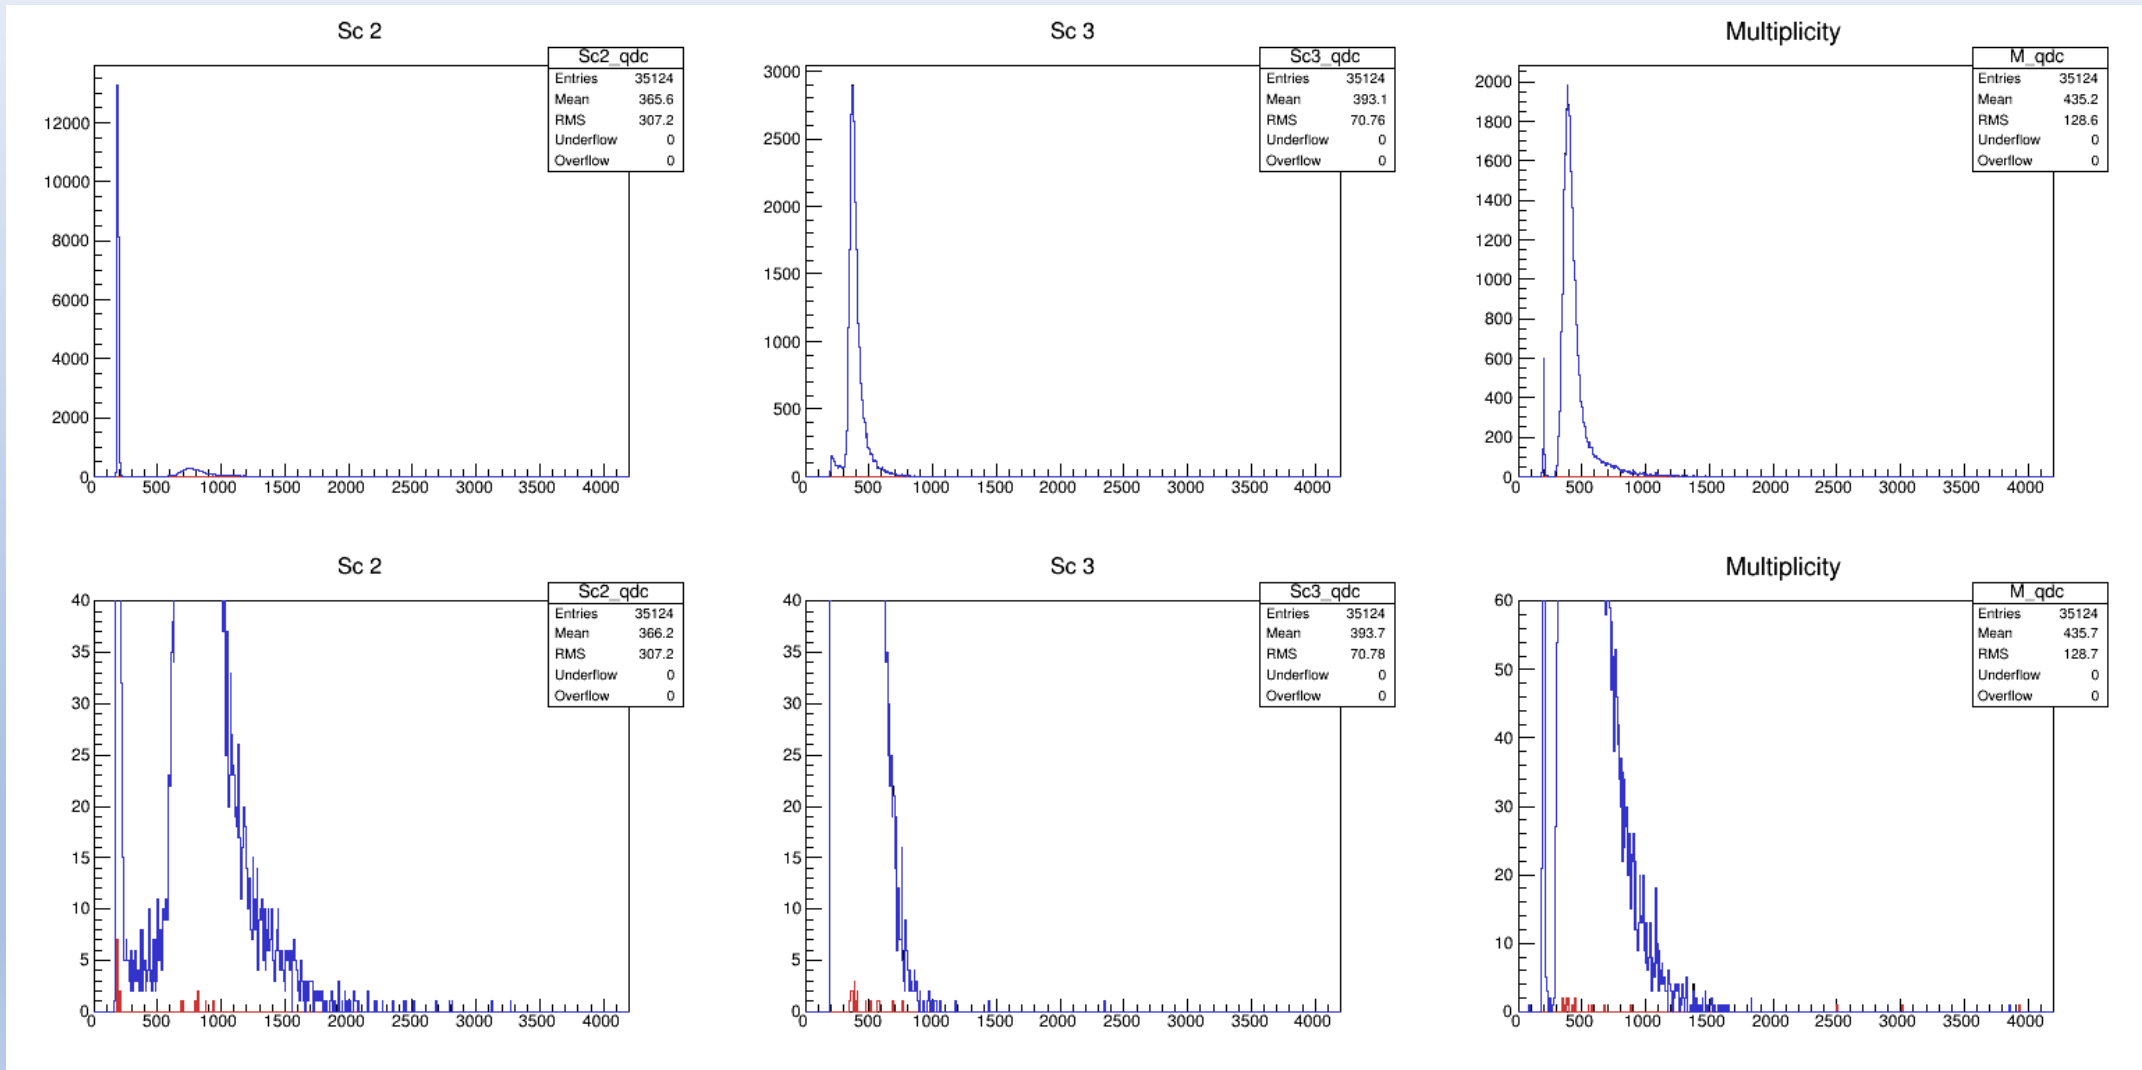 Sc 2
Sc2_qdc
Entries 35124
Mean 365.6
RMS 307.2
Underflow 0
Overflow 0
12000
10000
8000
6000
4000
2000
0
0 500 1000 1500 2000 2500 3000 3500 4000
Sc 3
Sc3_qdc
Entries 35124
Mean 393.1
RMS 70.76
Underflow 0
Overflow 0
3000
2500
2000
1500
1000
500
0
0 500 1000 1500 2000 2500 3000 3500 4000
Multiplicity
M_qdc
Entries 35124
Mean 435.2
RMS 128.6
Underflow 0
Overflow 0
2000
1800
1600
1400
1200
1000
800
600
400
200
0
0 500 1000 1500 2000 2500 3000 3500 4000
Sc 2
Sc2_qdc
Entries 35124
Mean 366.2
RMS 307.2
Underflow 0
Overflow 0
40
35
30
25
20
15
10
5
0
0 500 1000 1500 2000 2500 3000 3500 4000
Sc 3
Sc3_qdc
Entries 35124
Mean 393.7
RMS 70.78
Underflow 0
Overflow 0
40
35
30
25
20
15
10
5
0
0 500 1000 1500 2000 2500 3000 3500 4000
Multiplicity
M_qdc
Entries 35124
Mean 435.7
RMS 128.7
Underflow 0
Overflow 0
60
50
40
30
20
10
0
0 500 1000 1500 2000 2500 3000 3500 4000